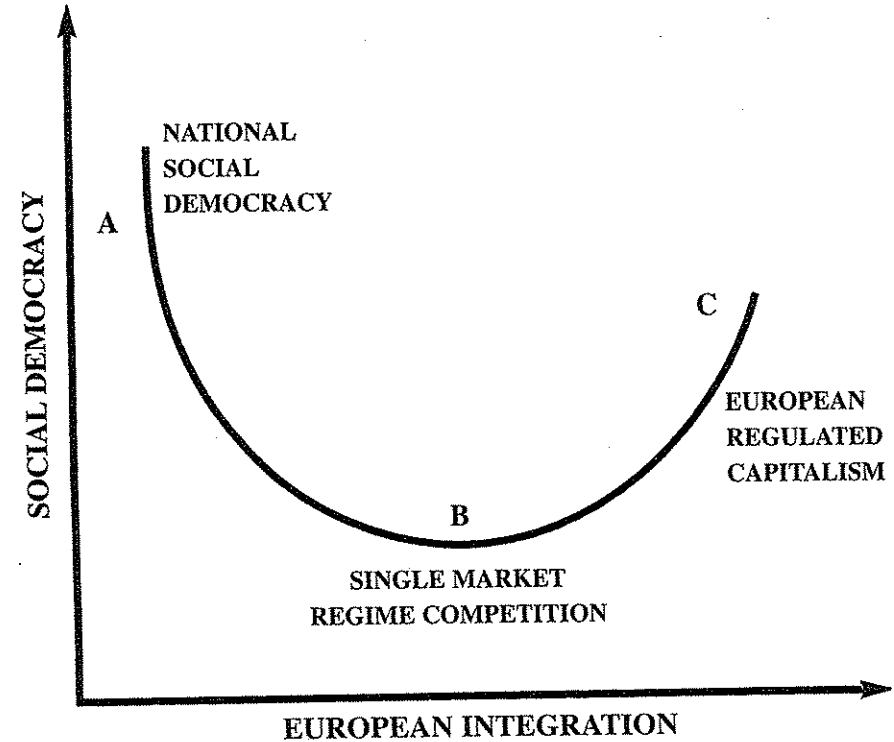 NATIONAL
SOCIAL
DEMOCRACY
A
C
EUROPEAN
REGULATED
CAPITALISM
B
SINGLE MARKET
REGIME COMPETITION
SOCIAL DEMOCRACY
EUROPEAN INTEGRATION